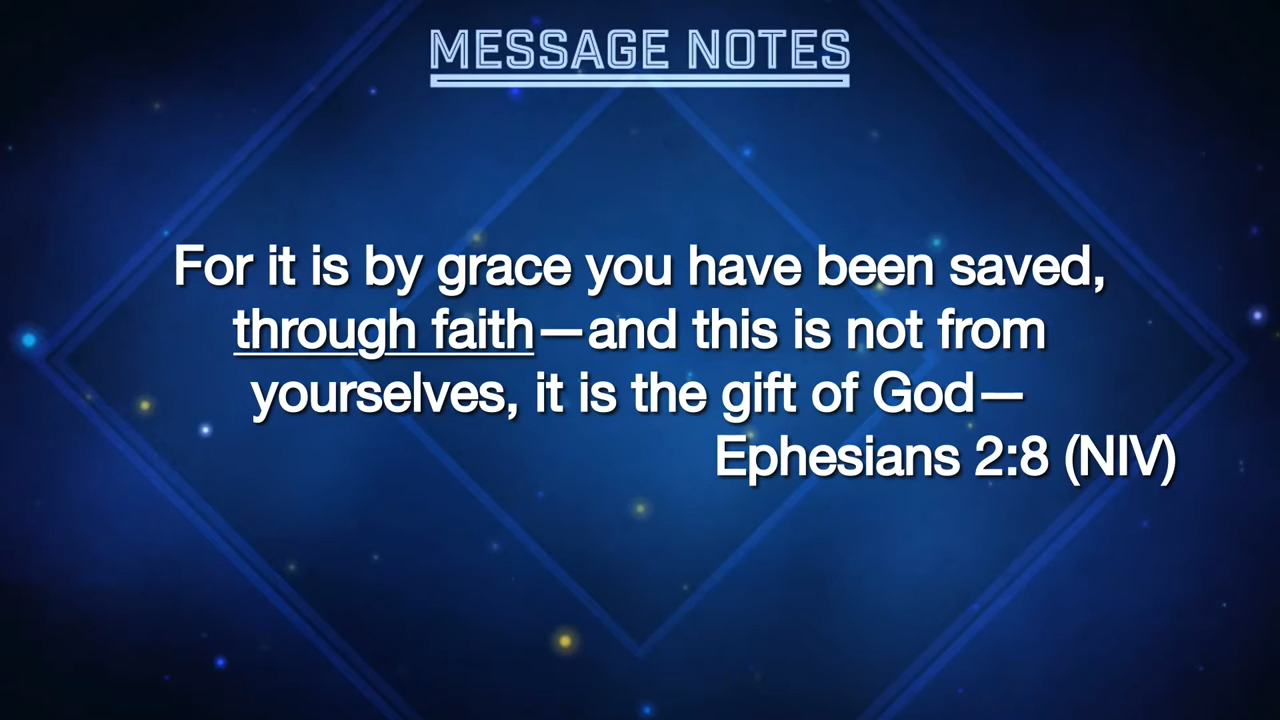 MESSAGE NOTES
For it is by grace you have been saved,
through faith—and this is not from
yourselves, it is the gift of God—
Ephesians 2:8 (NIV)